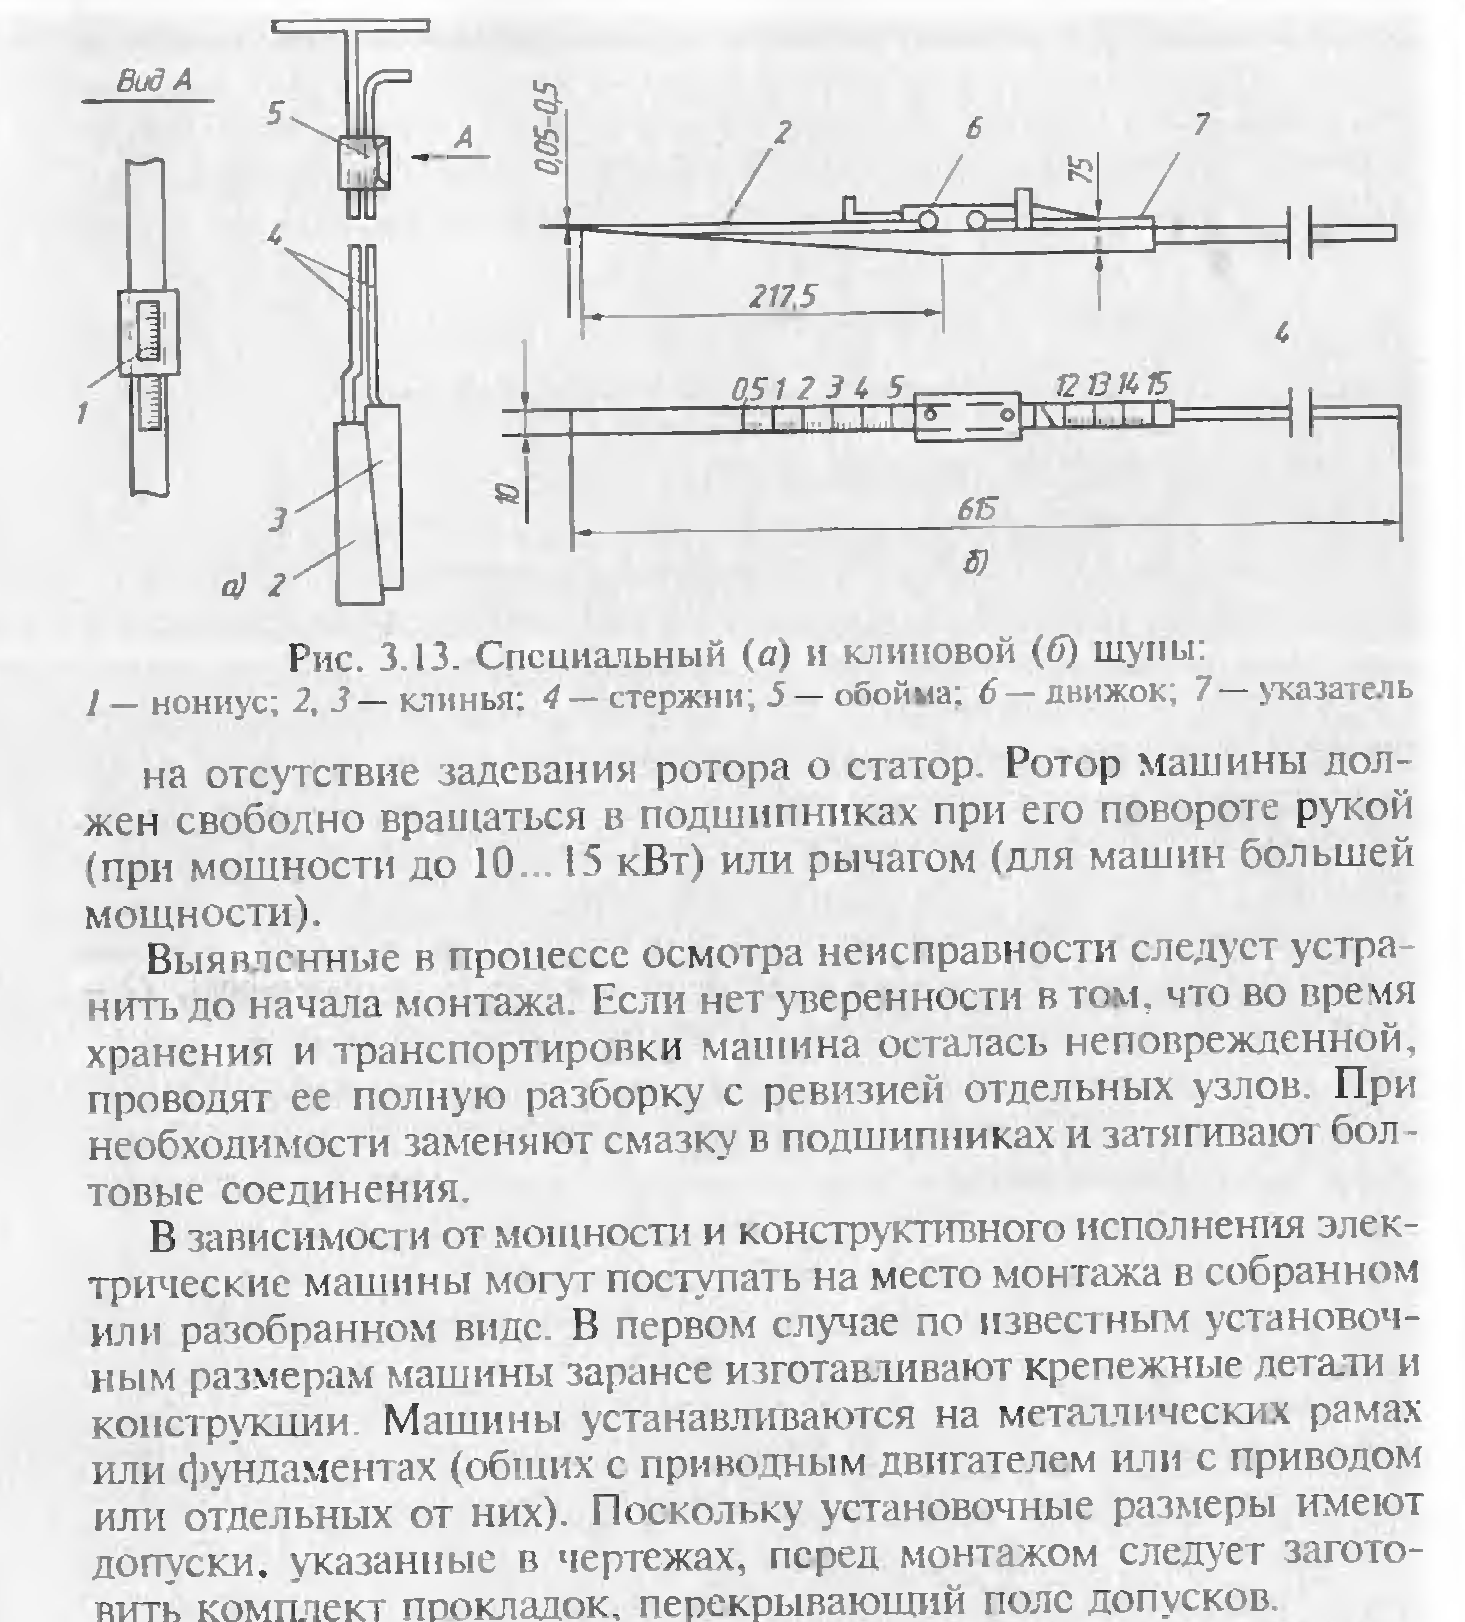 Вид А
5
А
4
1
3
а) 2
0,05-0,5
2
6
7
75
217,5
4
0,5 1 2 3 4 5
12 13 14 15
10
615
б)
Рис. 3.13. Специальный (а) и клиновой (б) щупы:
1 — нониус; 2, 3 — клинья; 4 — стержни; 5 — обойма; 6 — движок; 7 — указатель
на отсутствие задевания ротора о статор. Ротор машины дол-
жен свободно вращаться в подшипниках при его повороте рукой
(при мощности до 10... 15 кВт) или рычагом (для машин большей
мощности).
Выявленные в процессе осмотра неисправности следует устра-
нить до начала монтажа. Если нет уверенности в том, что во время
хранения и транспортировки машина осталась неповрежденной,
проводят ее полную разборку с ревизией отдельных узлов. При
необходимости заменяют смазку в подшипниках и затягивают бол-
товые соединения.
В зависимости от мощности и конструктивного исполнения элек-
трические машины могут поступать на место монтажа в собранном
или разобранном виде. В первом случае по известным установоч-
ным размерам машины заранее изготавливают крепежные детали и
конструкции. Машины устанавливаются на металлических рамах
или фундаментах (общих с приводным двигателем или с приводом
или отдельных от них). Поскольку установочные размеры имеют
допуски, указанные в чертежах, перед монтажом следует загото-
вить комплект прокладок, перекрывающий поле допусков.